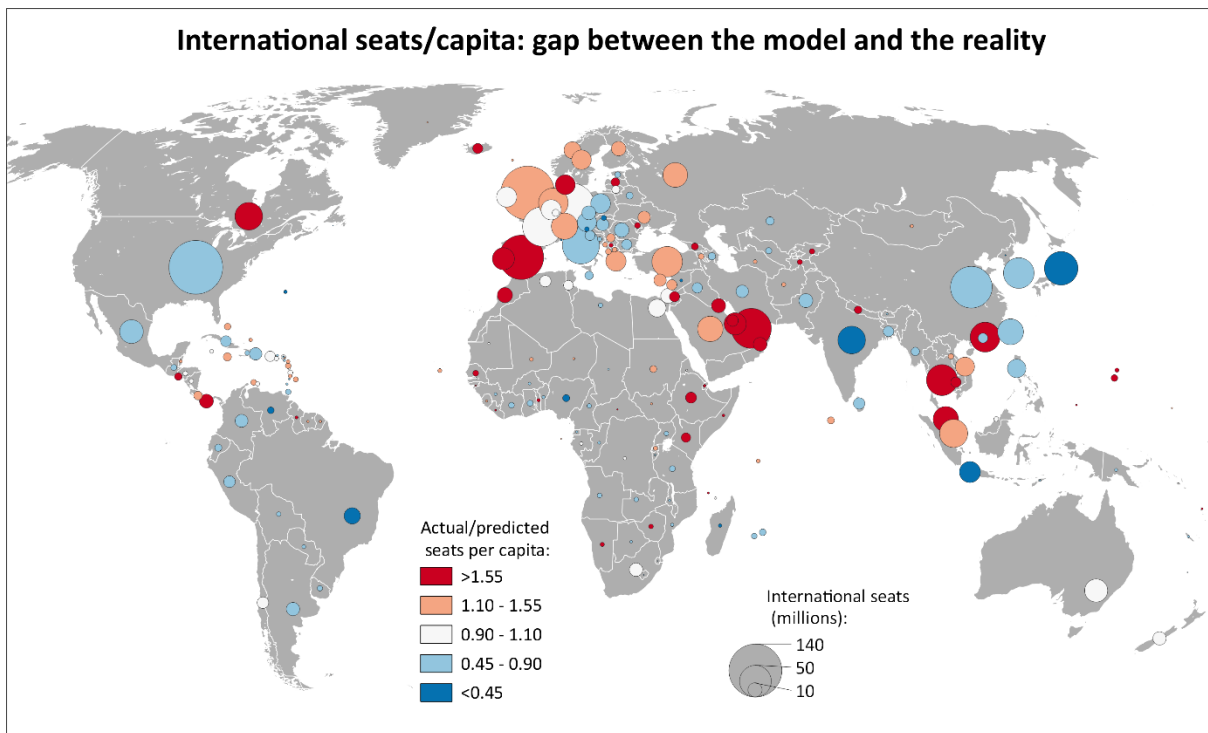 International seats/capita: gap between the model and the reality
Actual/predicted
seats per capita:
>1.55
1.10 - 1.55
0.90 - 1.10
0.45 - 0.90
<0.45
International seats
(millions):
140
50
10